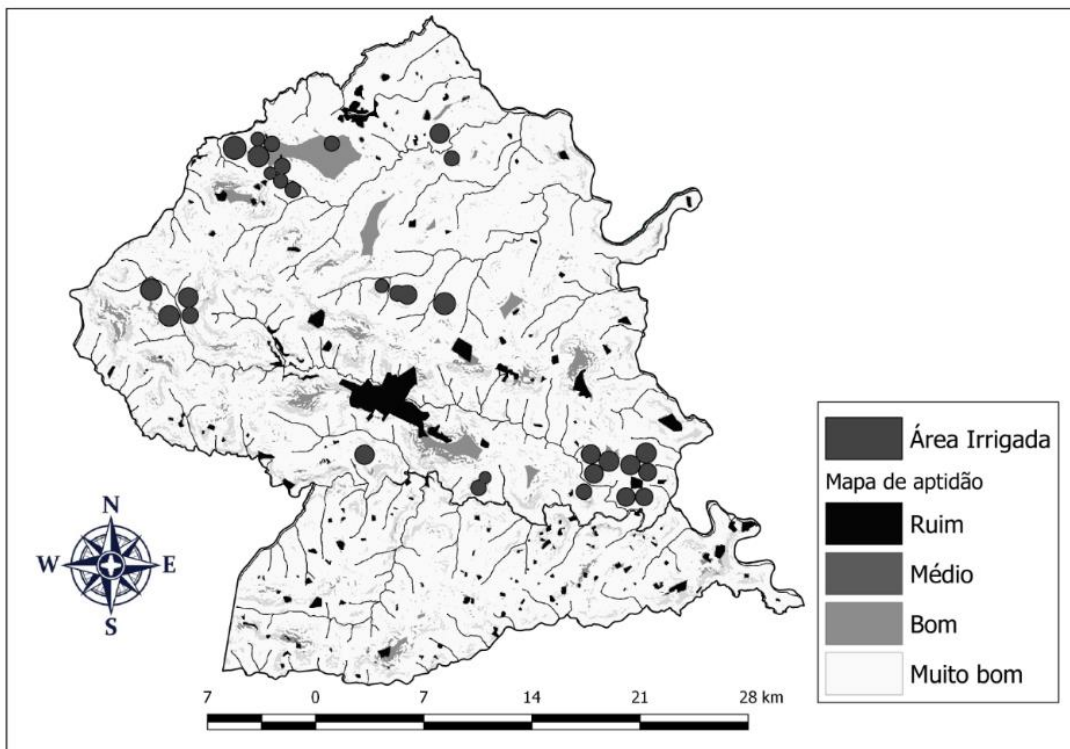 Área Irrigada
Mapa de aptidão
Ruim
Médio
Bom
Muito bom
N
W E
S
7 0 7 14 21 28 km